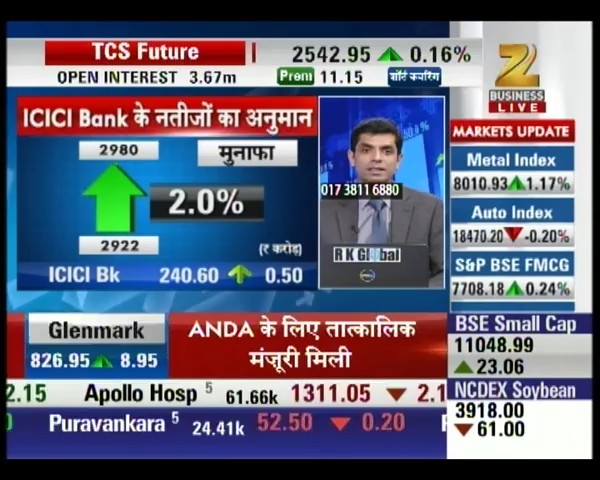 TCS Future
2542.95 0.16%
OPEN INTEREST 3.67m
Prem 11.15 शॉर्ट कवरिंग
Z
BUSINESS
LIVE
ICICI Bank के नतीजों का अनुमान
2980
मुनाफा
2.0%
2922
(₹ करोड़)
ICICI Bk 240.60 0.50
017 3811 6880
R K Gl bal
MARKETS UPDATE
Metal Index
8010.93 1.17%
Auto Index
18470.20 -0.20%
S&P BSE FMCG
7708.18 0.24%
Glenmark
826.95 8.95
ANDA के लिए तात्कालिक
मंजूरी मिली
BSE Small Cap
11048.99
23.06
NCDEX Soybean
3918.00
61.00
2.15 Apollo Hosp 5 61.66k 1311.05 2.1
Puravankara 5 24.41k 52.50 0.20